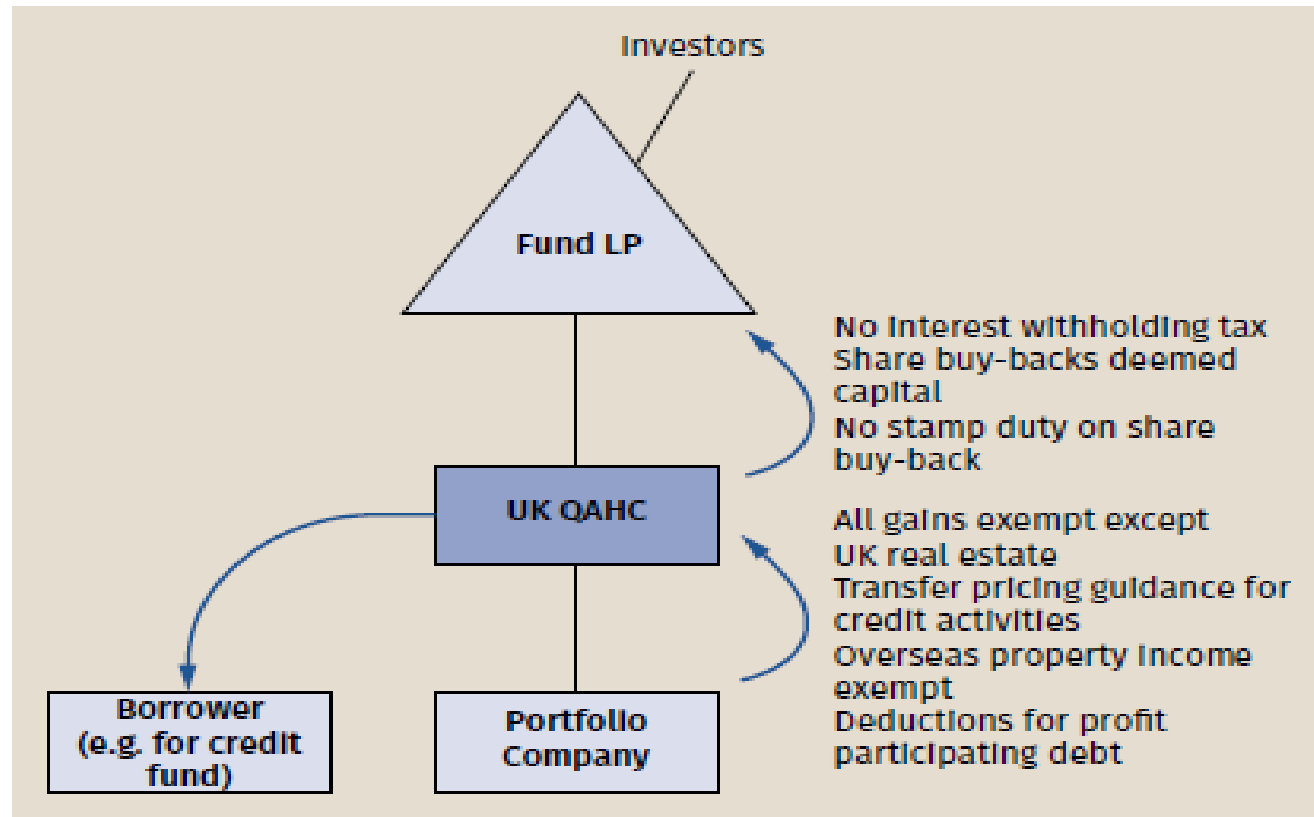 Investors
Fund LP
No interest withholding tax
Share buy-backs deemed
capital
No stamp duty on share
buy-back
UK QAHC
All gains exempt except
UK real estate
Transfer pricing guidance for
credit activities
Overseas property income
exempt
Deductions for profit
participating debt
Borrower
(e.g. for credit
fund)
Portfolio
Company